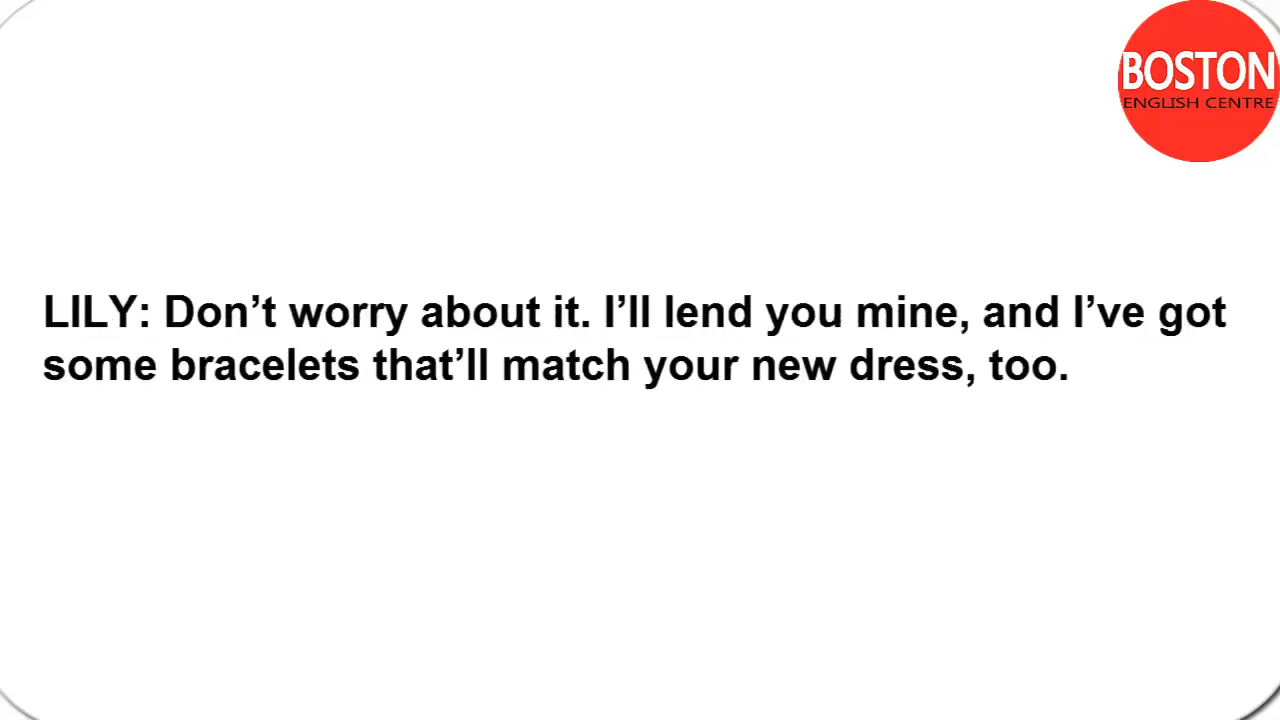 BOSTON
ENGLISH CENTRE
LILY: Don’t worry about it. I’ll lend you mine, and I’ve got
some bracelets that’ll match your new dress, too.